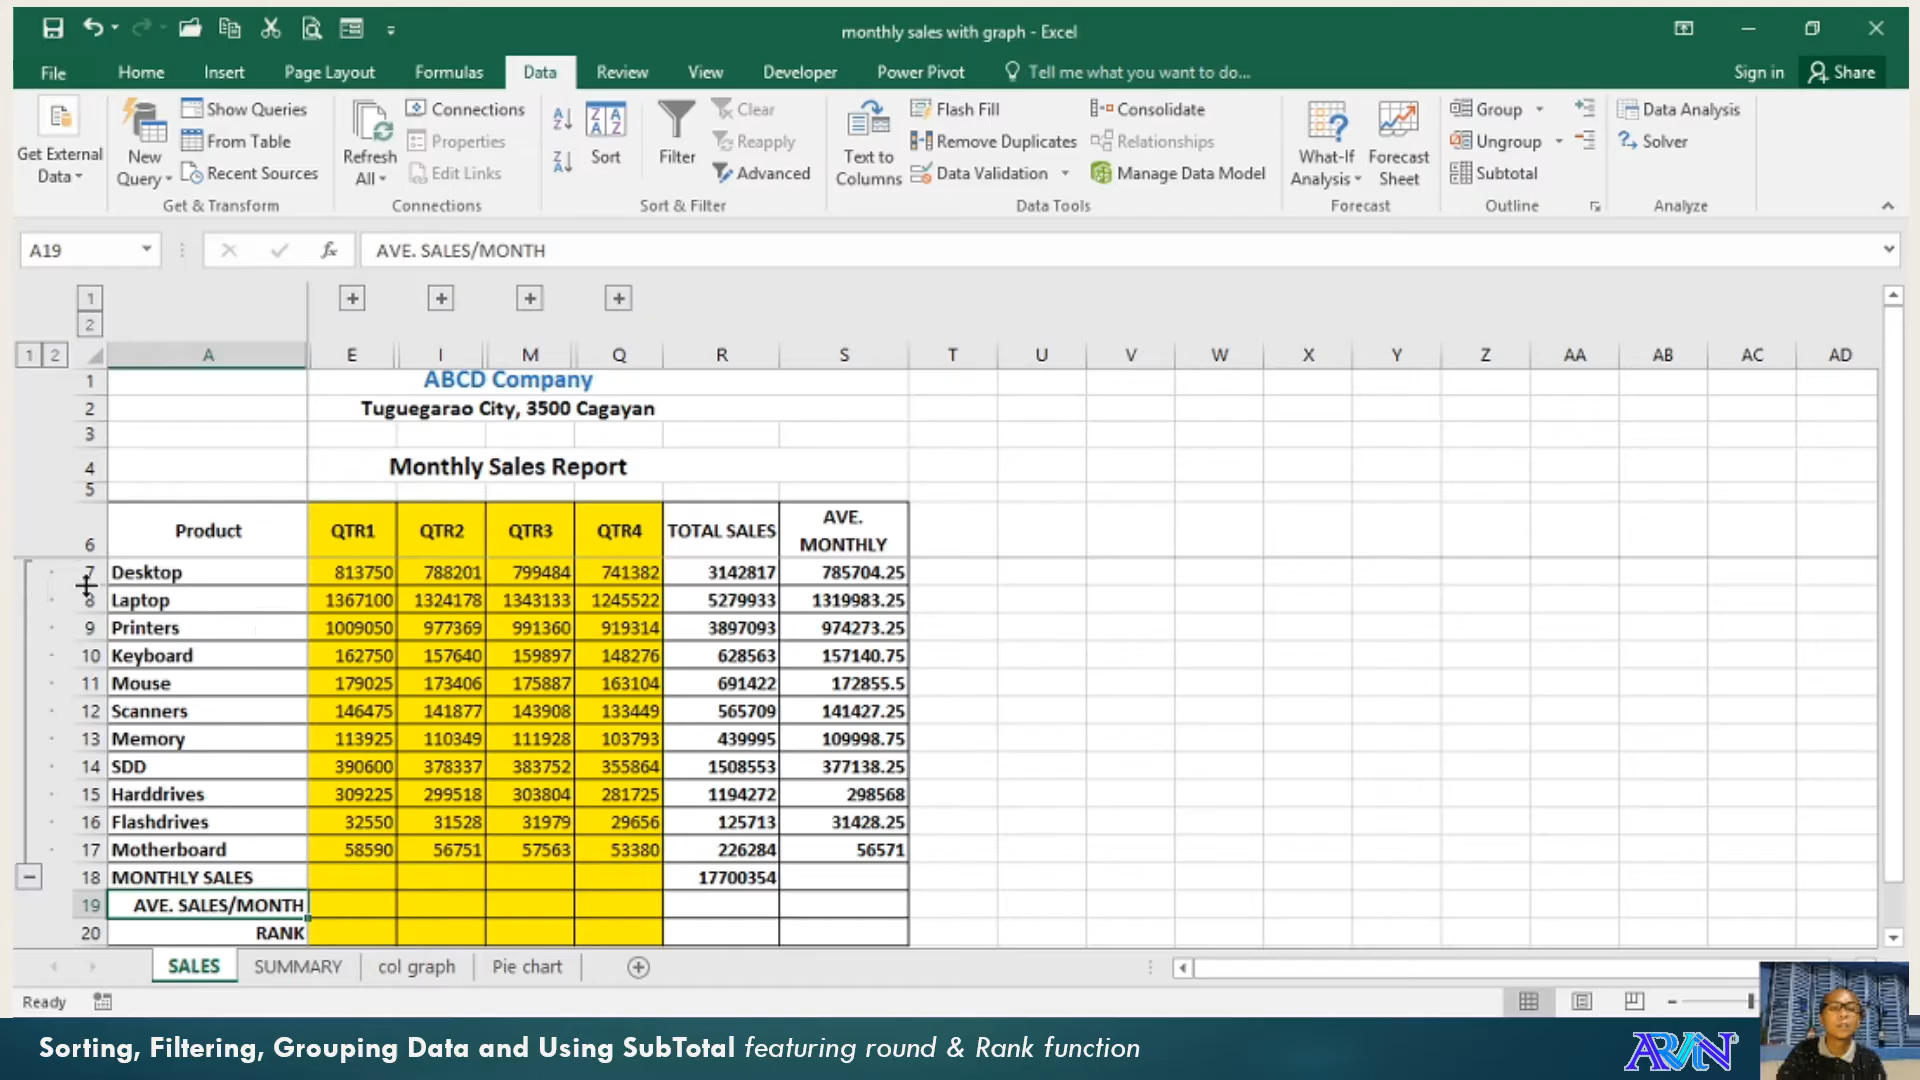 monthly sales with graph - Excel
File Home Insert Page Layout Formulas Data Review View Developer Power Pivot Tell me what you want to do... Sign in Share
Get External Data
New Query
Show Queries
From Table
Recent Sources
Get & Transform
Refresh All
Connections
Properties
Edit Links
Connections
Sort
Filter
Clear
Reapply
Advanced
Sort & Filter
Text to Columns
Flash Fill
Remove Duplicates
Data Validation
Consolidate
Relationships
Manage Data Model
Data Tools
What-If Analysis
Forecast Sheet
Forecast
Group
Ungroup
Subtotal
Outline
Data Analysis
Solver
Analyze
A19 fx AVE. SALES/MONTH
1
2
1 2 A E I M Q R S T U V W X Y Z AA AB AC AD
1 ABCD Company
2 Tuguegarao City, 3500 Cagayan
3
4 Monthly Sales Report
5
6 Product QTR1 QTR2 QTR3 QTR4 TOTAL SALES AVE. MONTHLY
7 Desktop 813750 788201 799484 741382 3142817 785704.25
8 Laptop 1367100 1324178 1343133 1245522 5279933 1319983.25
9 Printers 1009050 977369 991360 919314 3897093 974273.25
10 Keyboard 162750 157640 159897 148276 628563 157140.75
11 Mouse 179025 173406 175887 163104 691422 172855.5
12 Scanners 146475 141877 143908 133449 565709 141427.25
13 Memory 113925 110349 111928 103793 439995 109998.75
14 SDD 390600 378337 383752 355864 1508553 377138.25
15 Harddrives 309225 299518 303804 281725 1194272 298568
16 Flashdrives 32550 31528 31979 29656 125713 31428.25
17 Motherboard 58590 56751 57563 53380 226284 56571
18 MONTHLY SALES 17700354
19 AVE. SALES/MONTH
20 RANK
SALES SUMMARY col graph Pie chart
Ready
Sorting, Filtering, Grouping Data and Using SubTotal featuring round & Rank function
ARVIN